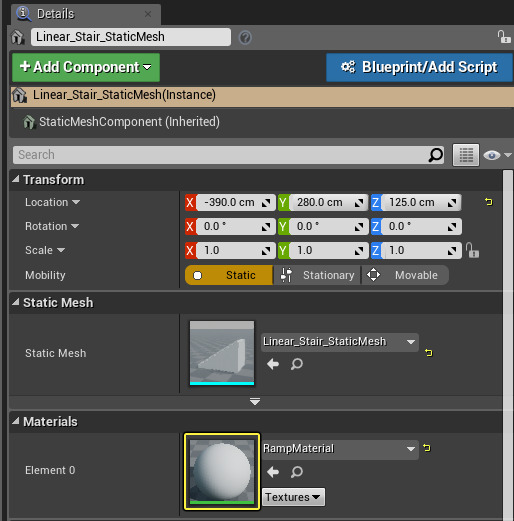 Details
Linear_Stair_StaticMesh
+ Add Component
Blueprint/Add Script
Linear_Stair_StaticMesh(Instance)
StaticMeshComponent (Inherited)
Search
Transform
Location X -390.0 cm Y 280.0 cm Z 125.0 cm
Rotation X 0.0 ° Y 0.0 ° Z 0.0 °
Scale X 1.0 Y 1.0 Z 1.0
Mobility Static Stationary Movable
Static Mesh
Static Mesh Linear_Stair_StaticMesh
Materials
Element 0 RampMaterial
Textures